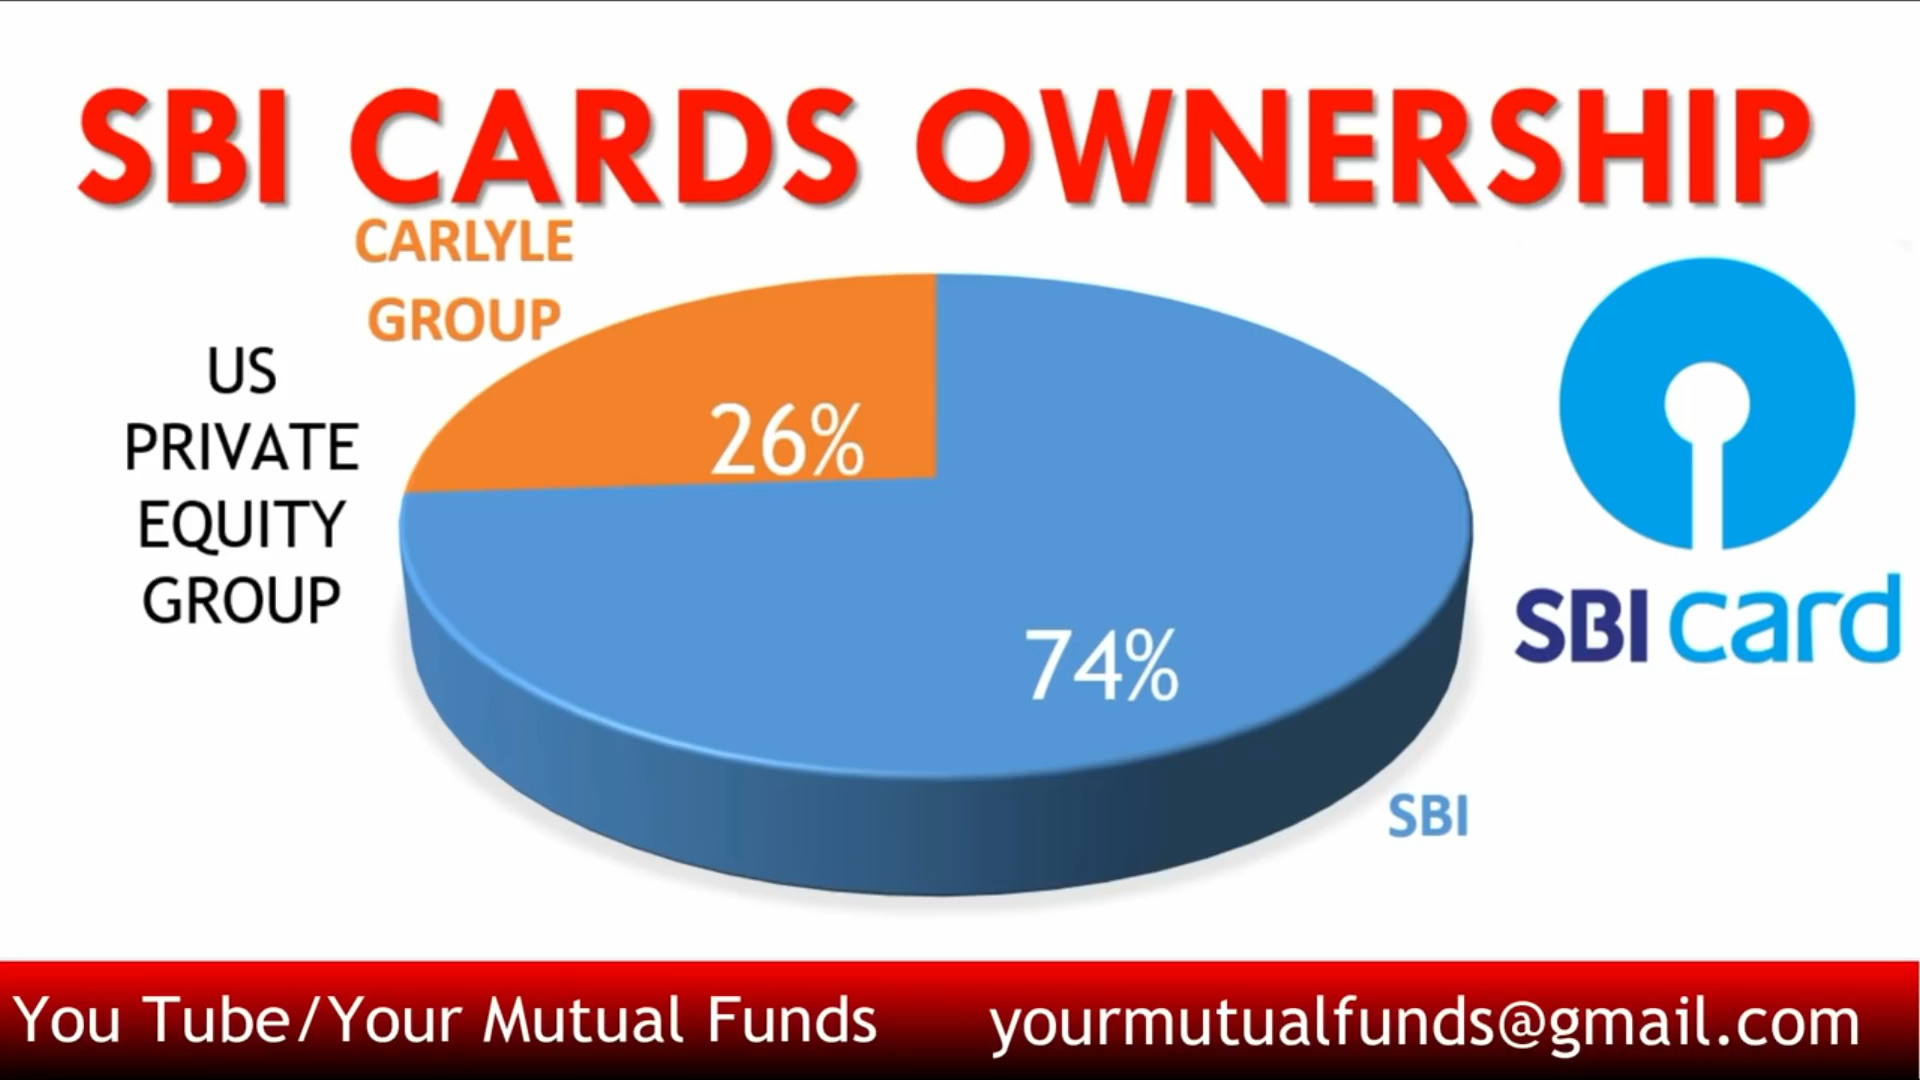 SBI CARDS OWNERSHIP
CARLYLE
GROUP
US
PRIVATE
EQUITY
GROUP
26%
74%
SBI card
SBI
You Tube/Your Mutual Funds
yourmutualfunds@gmail.com